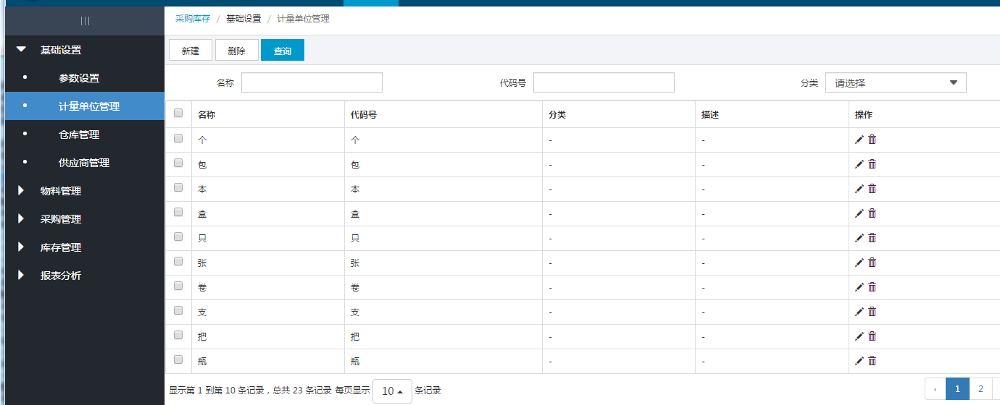 采购库存 / 基础设置 / 计量单位管理
基础设置
参数设置
计量单位管理
仓库管理
供应商管理
物料管理
采购管理
库存管理
报表分析
新建 删除 查询
名称 代码号 分类 请选择
名称 代码号 分类 描述 操作
个 个 - -
包 包 - -
本 本 - -
盒 盒 - -
只 只 - -
张 张 - -
卷 卷 - -
支 支 - -
把 把 - -
瓶 瓶 - -
显示第 1 到第 10 条记录，总共 23 条记录 每页显示 10 条记录 ‹ 1 2